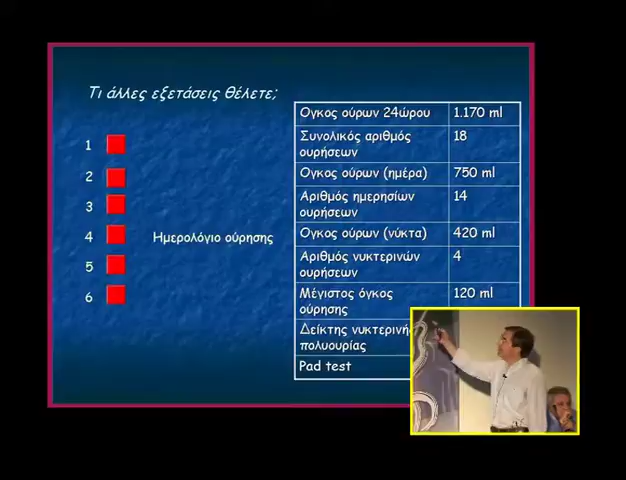 Τι άλλες εξετάσεις θέλετε;
1
2
3
4 Ημερολόγιο ούρησης
5
6
Ογκος ούρων 24ώρου 1.170 ml
Συνολικός αριθμός 18
ουρήσεων
Ογκος ούρων (ημέρα) 750 ml
Αριθμός ημερησίων 14
ουρήσεων
Ογκος ούρων (νύκτα) 420 ml
Αριθμός νυκτερινών 4
ουρήσεων
Μέγιστος όγκος 120 ml
ούρησης
Δείκτης νυκτερινή
πολυουρίας
Pad test